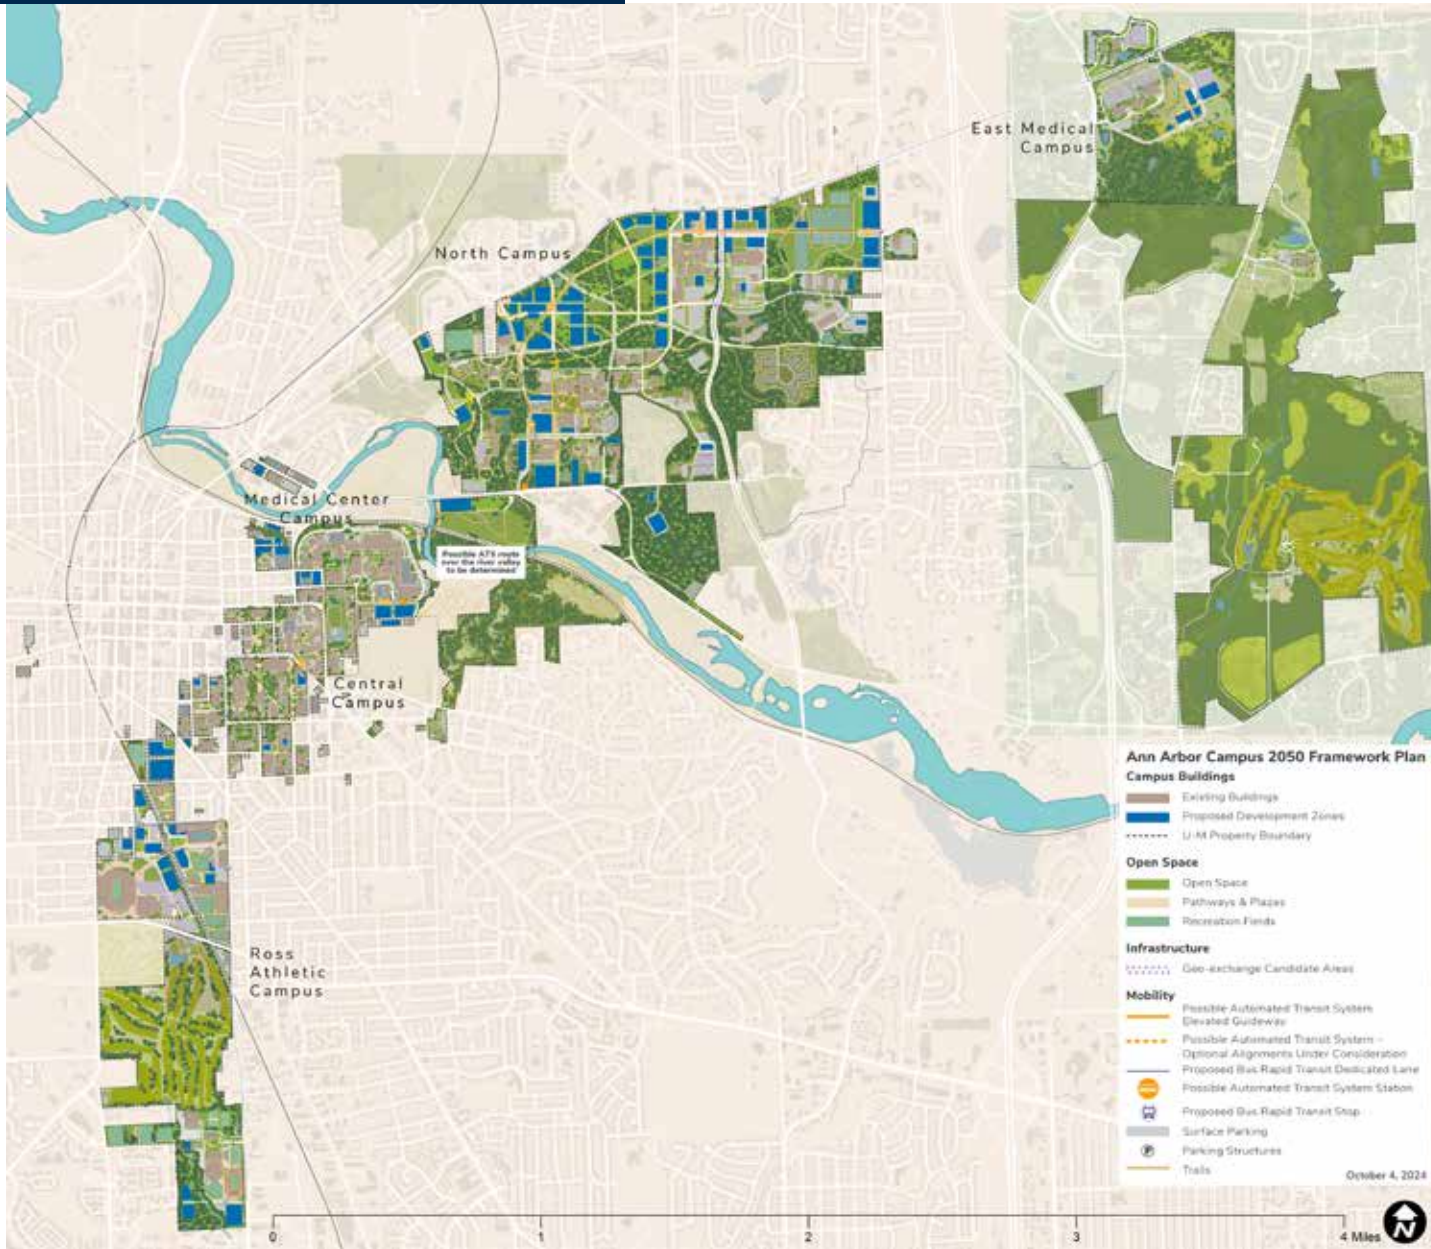 East Medical
Campus
North Campus
Medical Center
Campus
Possible ATS route
over the river valley
to be determined
Central
Campus
Ross
Athletic
Campus
Ann Arbor Campus 2050 Framework Plan
Campus Buildings
Existing Buildings
Proposed Development Zones
U-M Property Boundary
Open Space
Open Space
Pathways & Plazas
Recreation Fields
Infrastructure
Geo-exchange Candidate Areas
Mobility
Possible Automated Transit System
Elevated Guideway
Possible Automated Transit System –
Optional Alignments Under Consideration
Proposed Bus Rapid Transit Dedicated Lane
Possible Automated Transit System Station
Proposed Bus Rapid Transit Stop
Surface Parking
P
Parking Structures
Trails
October 4, 2024
0 1 2 3 4 Miles
N